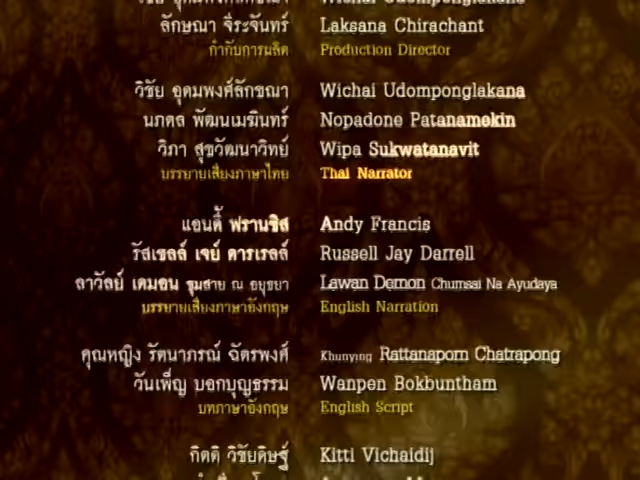 ลักษณา จิระจันทร์ Laksana Chirachant
กำกับการผลิต Production Director
วิชัย อุดมพงศ์ลักขณา Wichai Udomponglakana
นภดล พัฒนเมฆินทร์ Nopadone Patanamekin
วิภา สุขวัฒนาวิทย์ Wipa Sukwatanavit
บรรยายเสียงภาษาไทย Thai Narrator
แอนดี้ ฟรานซิส Andy Francis
รัสเซลล์ เจย์ ดารเรลล์ Russell Jay Darrell
ลาวัลย์ เดมอน ชุมสาย ณ อยุธยา Lawan Demon Chumsai Na Ayudaya
บรรยายเสียงภาษาอังกฤษ English Narration
คุณหญิง รัตนาภรณ์ ฉัตรพงศ์ Khunying Rattanaporn Chatrapong
วันเพ็ญ บอกบุญธรรม Wanpen Bokbuntham
บทภาษาอังกฤษ English Script
กิตติ วิชัยดิษฐ์ Kitti Vichaidij